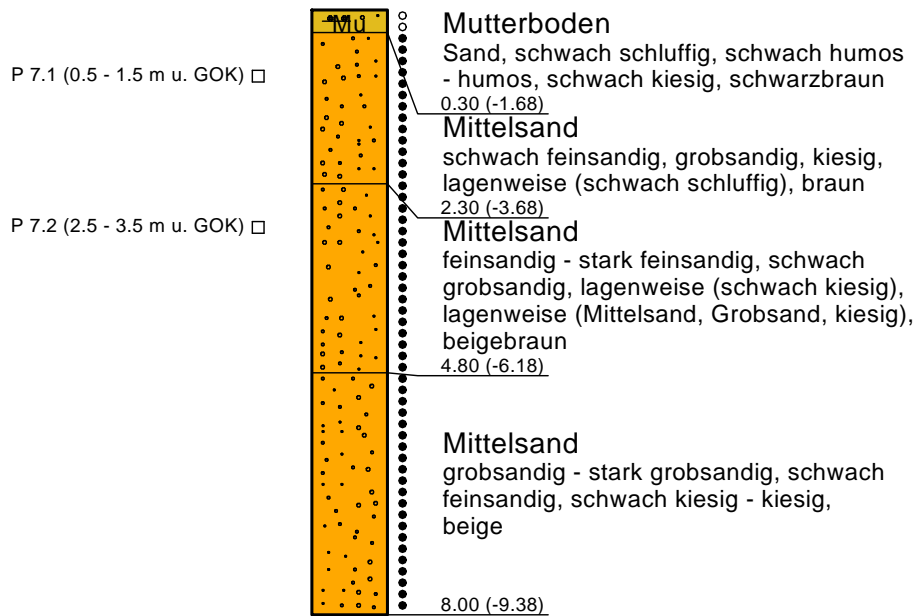 Mu
Mutterboden
Sand, schwach schluffig, schwach humos
- humos, schwach kiesig, schwarzbraun
0.30 (-1.68)
P 7.1 (0.5 - 1.5 m u. GOK)
Mittelsand
schwach feinsandig, grobsandig, kiesig,
lagenweise (schwach schluffig), braun
2.30 (-3.68)
P 7.2 (2.5 - 3.5 m u. GOK)
Mittelsand
feinsandig - stark feinsandig, schwach
grobsandig, lagenweise (schwach kiesig),
lagenweise (Mittelsand, Grobsand, kiesig),
beigebraun
4.80 (-6.18)
Mittelsand
grobsandig - stark grobsandig, schwach
feinsandig, schwach kiesig - kiesig,
beige
8.00 (-9.38)